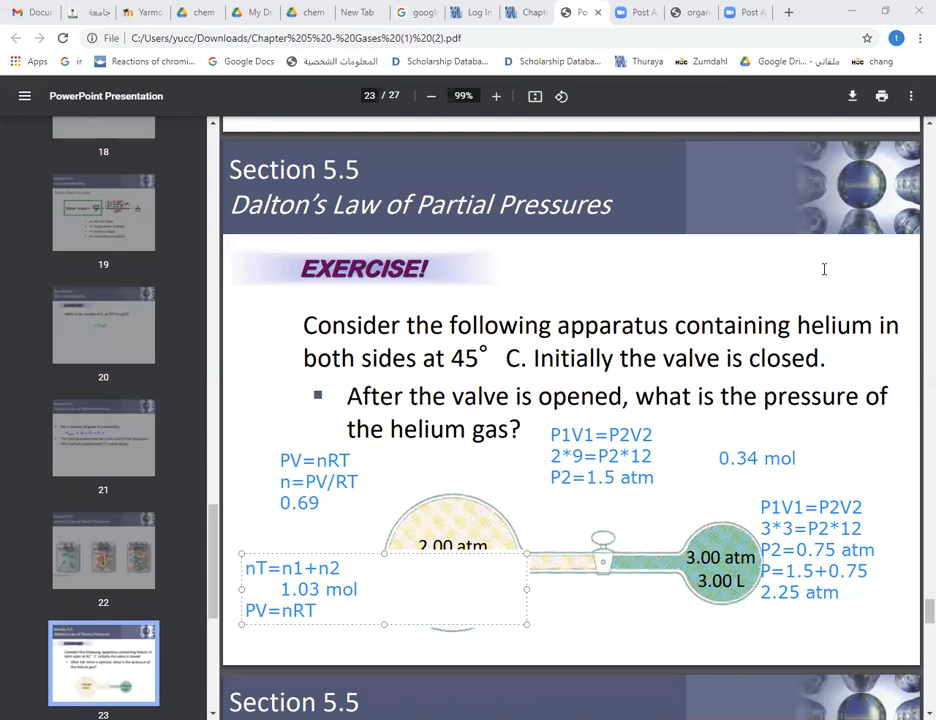 Docu
جامعة
Yarmo
chem
My Dr
chem
New Tab
google
Log In
Chapt
Po
Post A
organ
Post A
File
C:/Users/yucc/Downloads/Chapter%205%20-%20Gases%20(1)%20(2).pdf
t
Apps
ir
Reactions of chromi...
Google Docs
المعلومات الشخصية
Scholarship Databa...
Scholarship Databa...
Thuraya
Zumdahl
Google Dri... - ملفاتي
chang
PowerPoint Presentation
23 / 27
99%
18
19
20
21
22
23
Section 5.5
Dalton's Law of Partial Pressures
EXERCISE!
Consider the following apparatus containing helium in
both sides at 45° C. Initially the valve is closed.
After the valve is opened, what is the pressure of
the helium gas?
PV=nRT
n=PV/RT
0.69
P1V1=P2V2
2*9=P2*12
P2=1.5 atm
0.34 mol
2.00 atm
3.00 atm
3.00 L
P1V1=P2V2
3*3=P2*12
P2=0.75 atm
P=1.5+0.75
2.25 atm
nT=n1+n2
1.03 mol
PV=nRT
Section 5.5